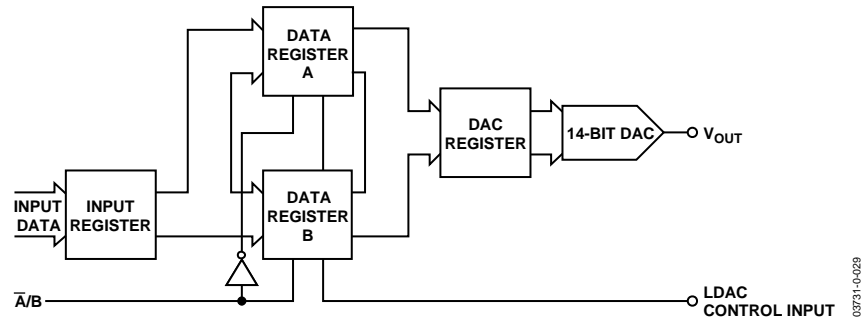 DATA
REGISTER
A
DAC
REGISTER
14-BIT DAC
VOUT
INPUT
DATA
INPUT
REGISTER
DATA
REGISTER
B
A̅/B
LDAC
CONTROL INPUT
03731-0-029